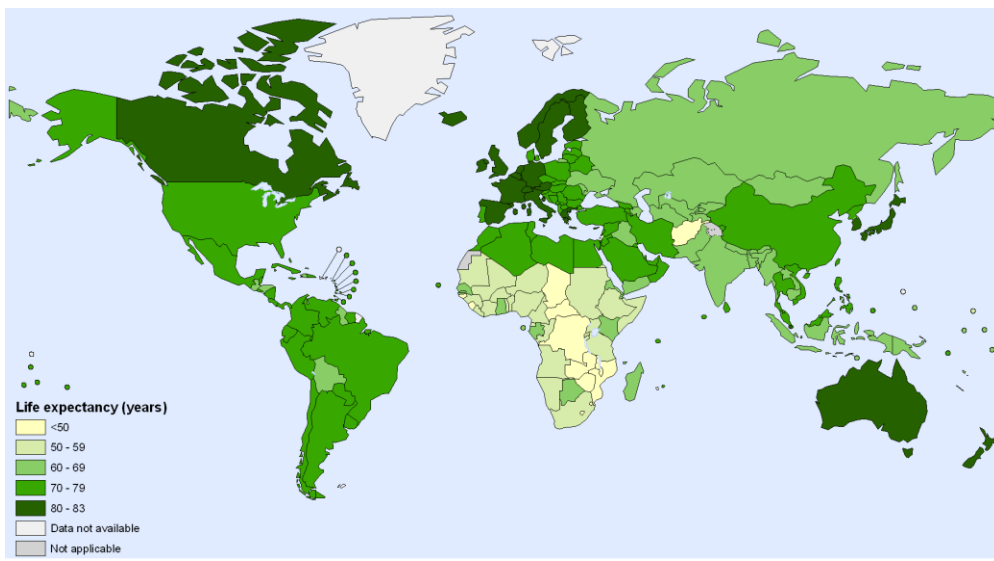 Life expectancy (years)
<50
50 - 59
60 - 69
70 - 79
80 - 83
Data not available
Not applicable